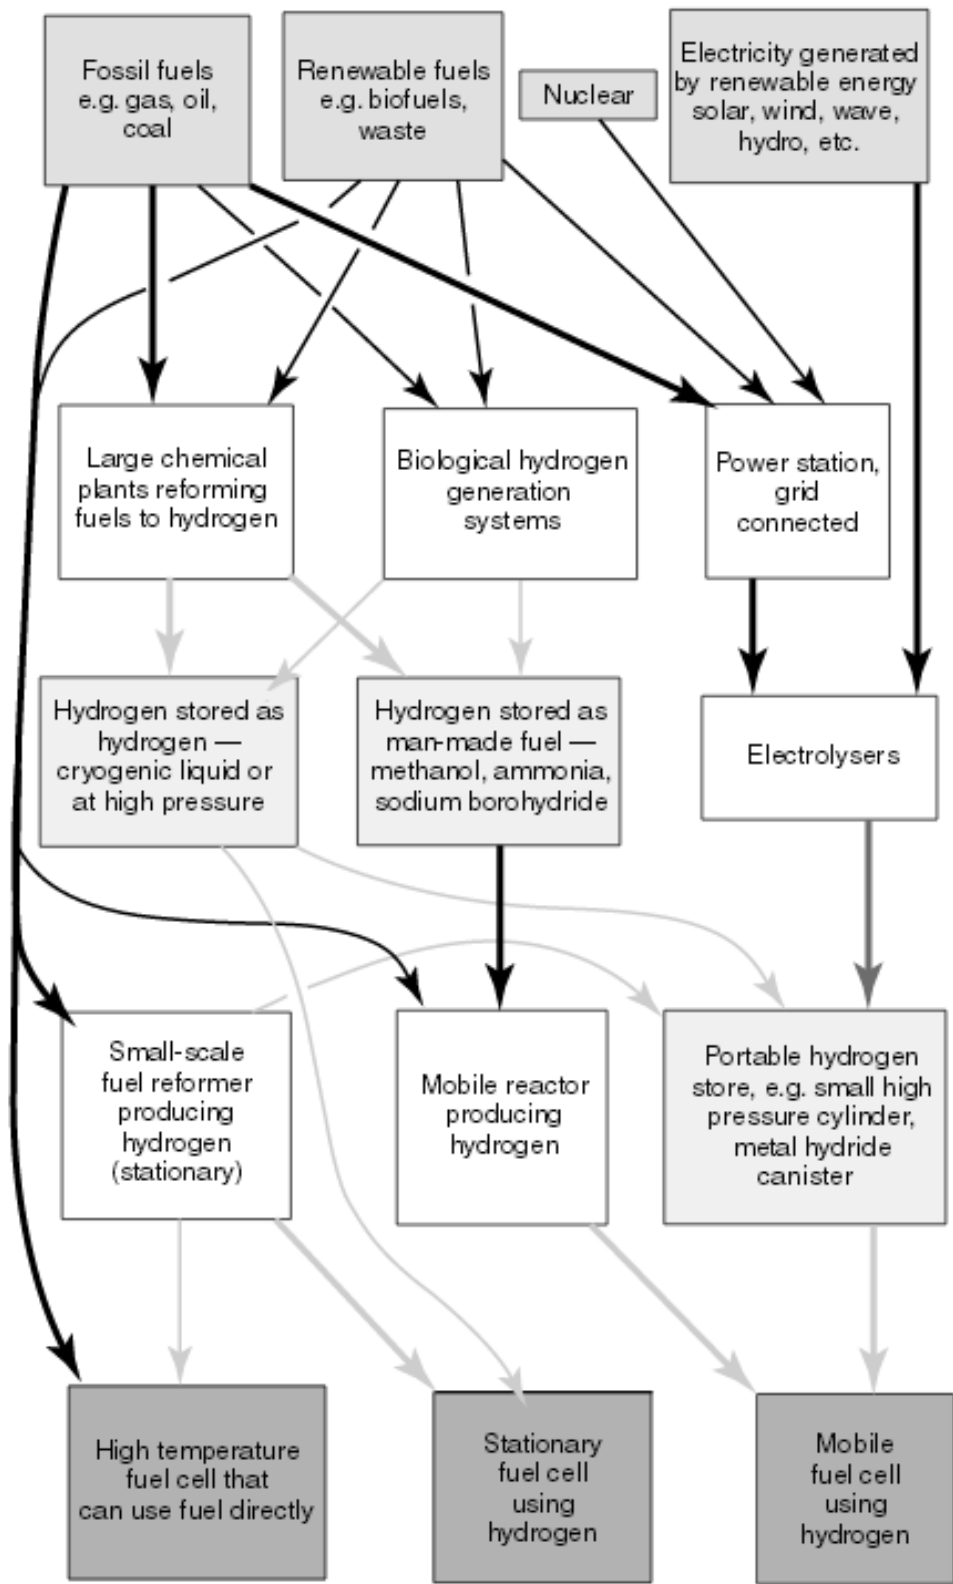 Fossil fuels
e.g. gas, oil,
coal
Renewable fuels
e.g. biofuels,
waste
Nuclear
Electricity generated
by renewable energy
solar, wind, wave,
hydro, etc.
Large chemical
plants reforming
fuels to hydrogen
Biological hydrogen
generation
systems
Power station,
grid
connected
Hydrogen stored as
hydrogen —
cryogenic liquid or
at high pressure
Hydrogen stored as
man-made fuel —
methanol, ammonia,
sodium borohydride
Electrolysers
Small-scale
fuel reformer
producing
hydrogen
(stationary)
Mobile reactor
producing
hydrogen
Portable hydrogen
store, e.g. small high
pressure cylinder,
metal hydride
canister
High temperature
fuel cell that
can use fuel directly
Stationary
fuel cell
using
hydrogen
Mobile
fuel cell
using
hydrogen